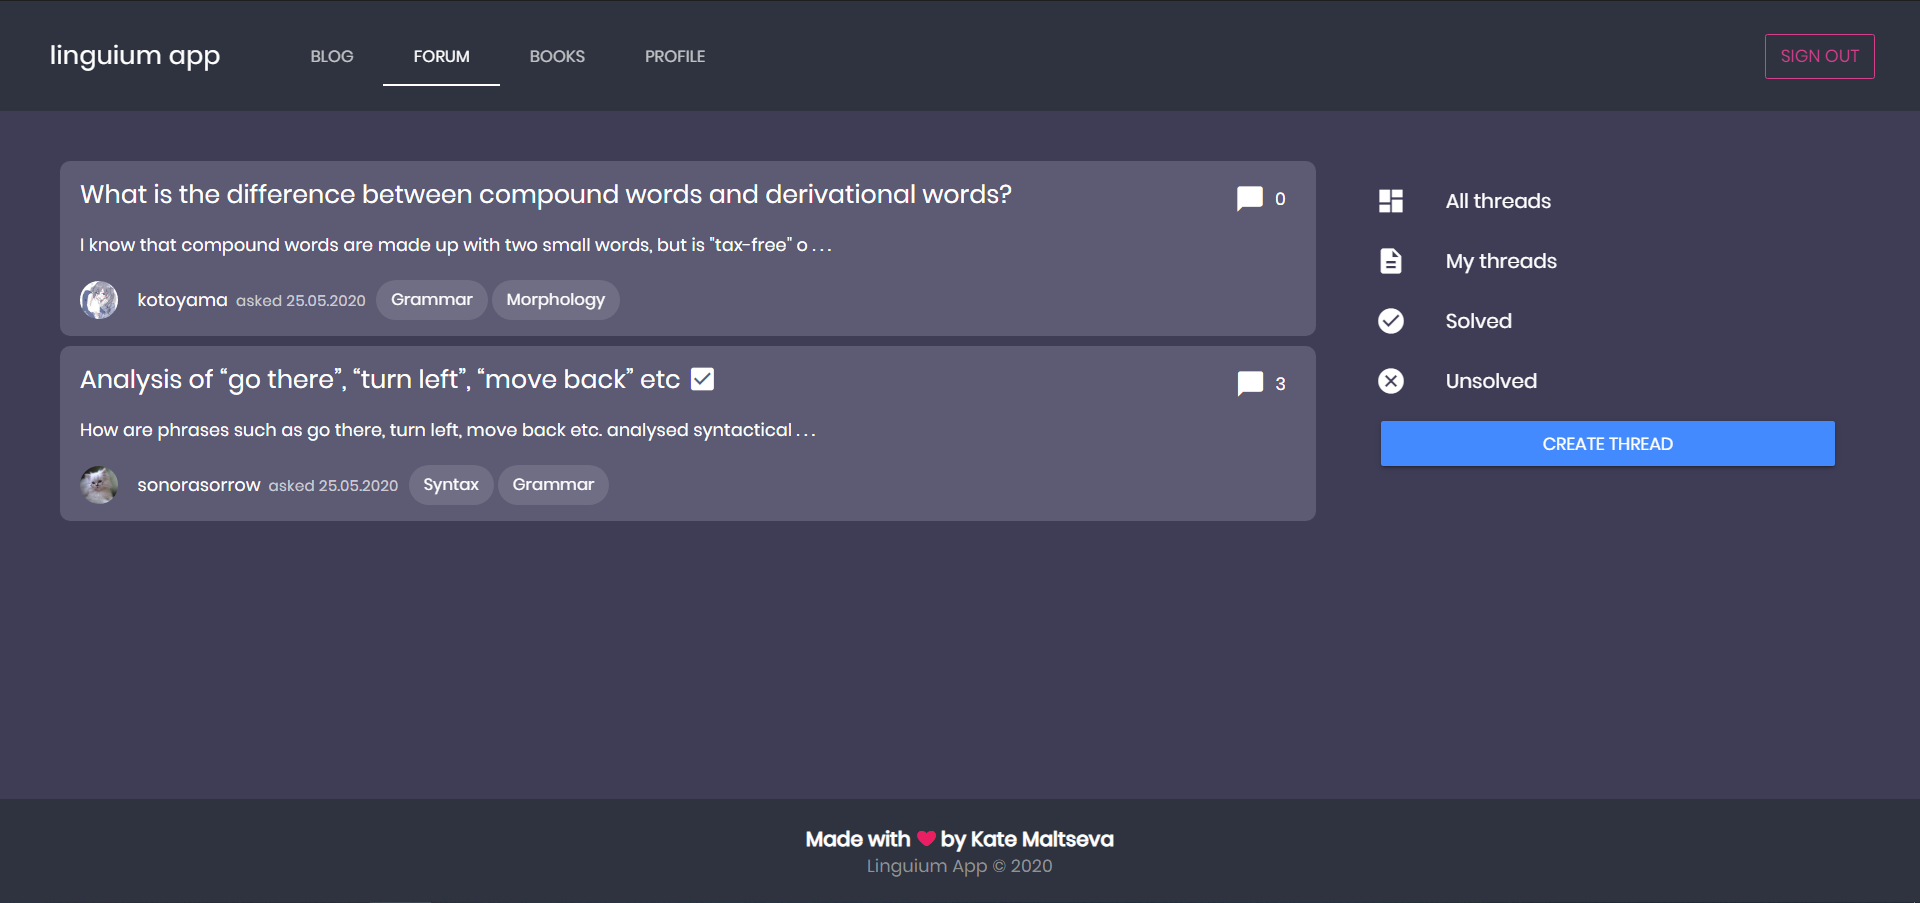 linguium app BLOG FORUM BOOKS PROFILE SIGN OUT
What is the difference between compound words and derivational words? 0
I know that compound words are made up with two small words, but is "tax-free" o . . .
kotoyama asked 25.05.2020 Grammar Morphology
Analysis of “go there”, “turn left”, “move back” etc 3
How are phrases such as go there, turn left, move back etc. analysed syntactical . . .
sonorasorrow asked 25.05.2020 Syntax Grammar
All threads
My threads
Solved
Unsolved
CREATE THREAD
Made with ❤ by Kate Maltseva
Linguium App © 2020